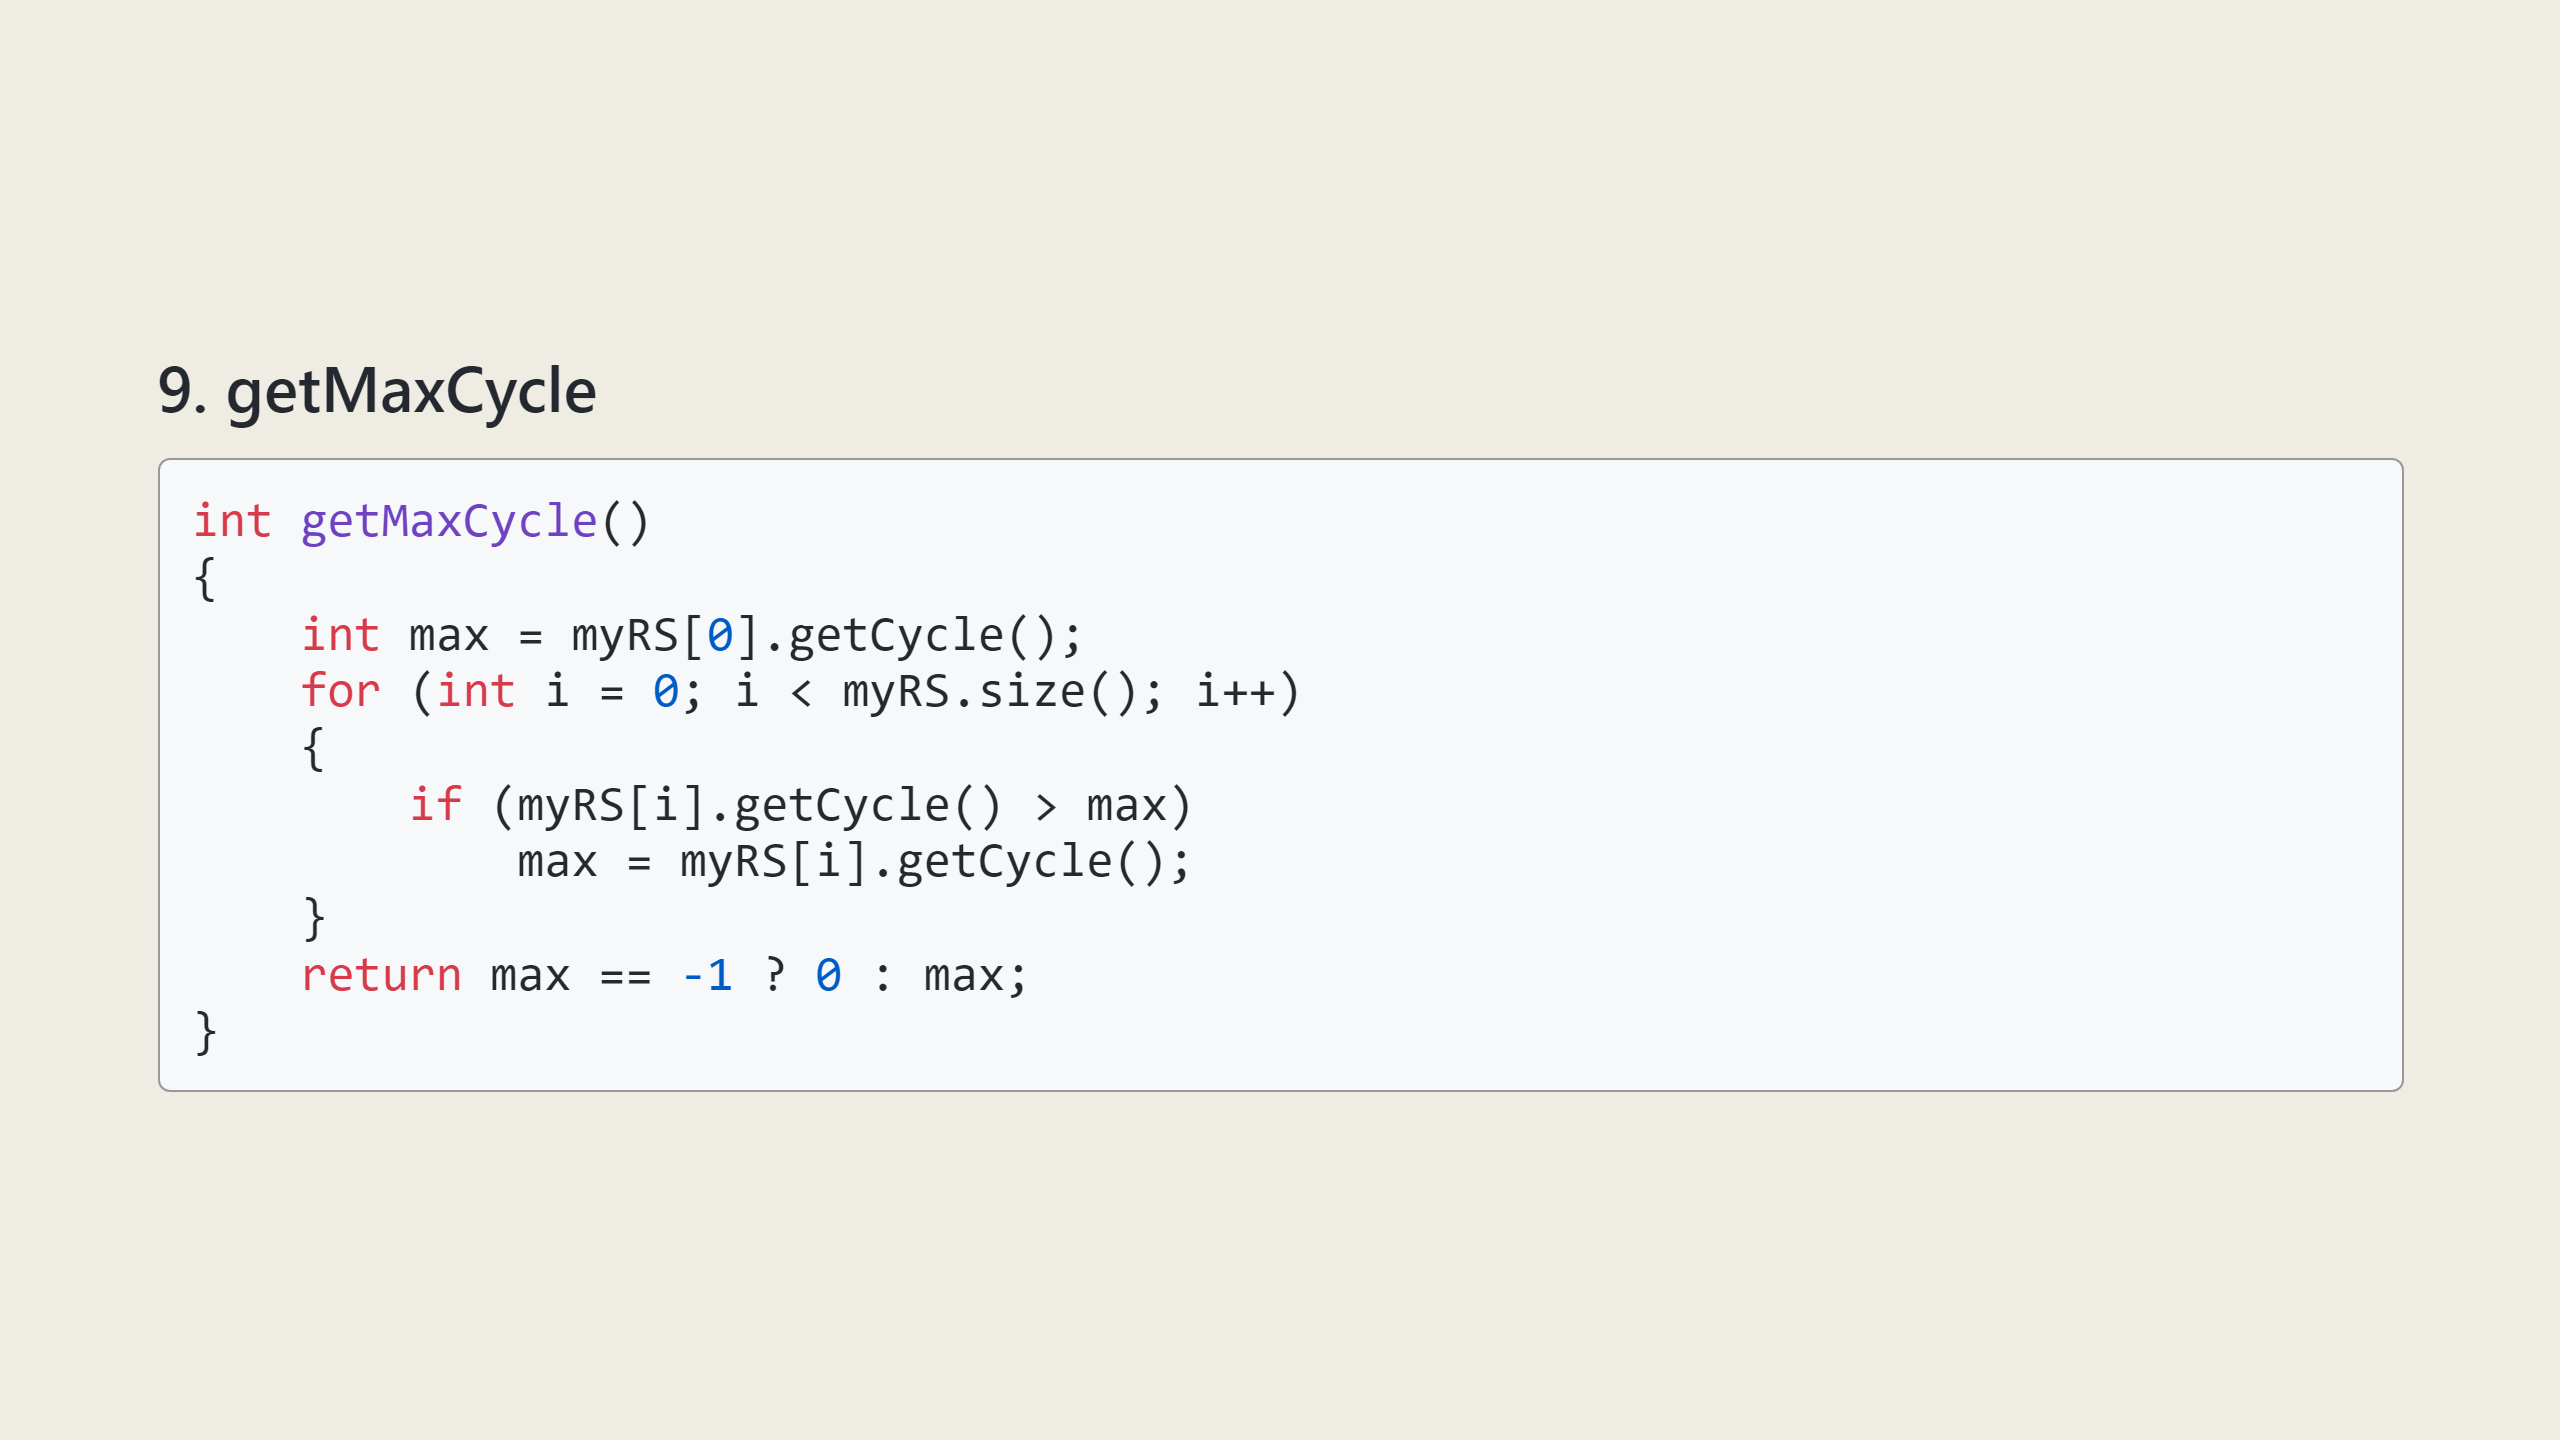 9. getMaxCycle
int getMaxCycle()
{
    int max = myRS[0].getCycle();
    for (int i = 0; i < myRS.size(); i++)
    {
        if (myRS[i].getCycle() > max)
            max = myRS[i].getCycle();
    }
    return max == -1 ? 0 : max;
}